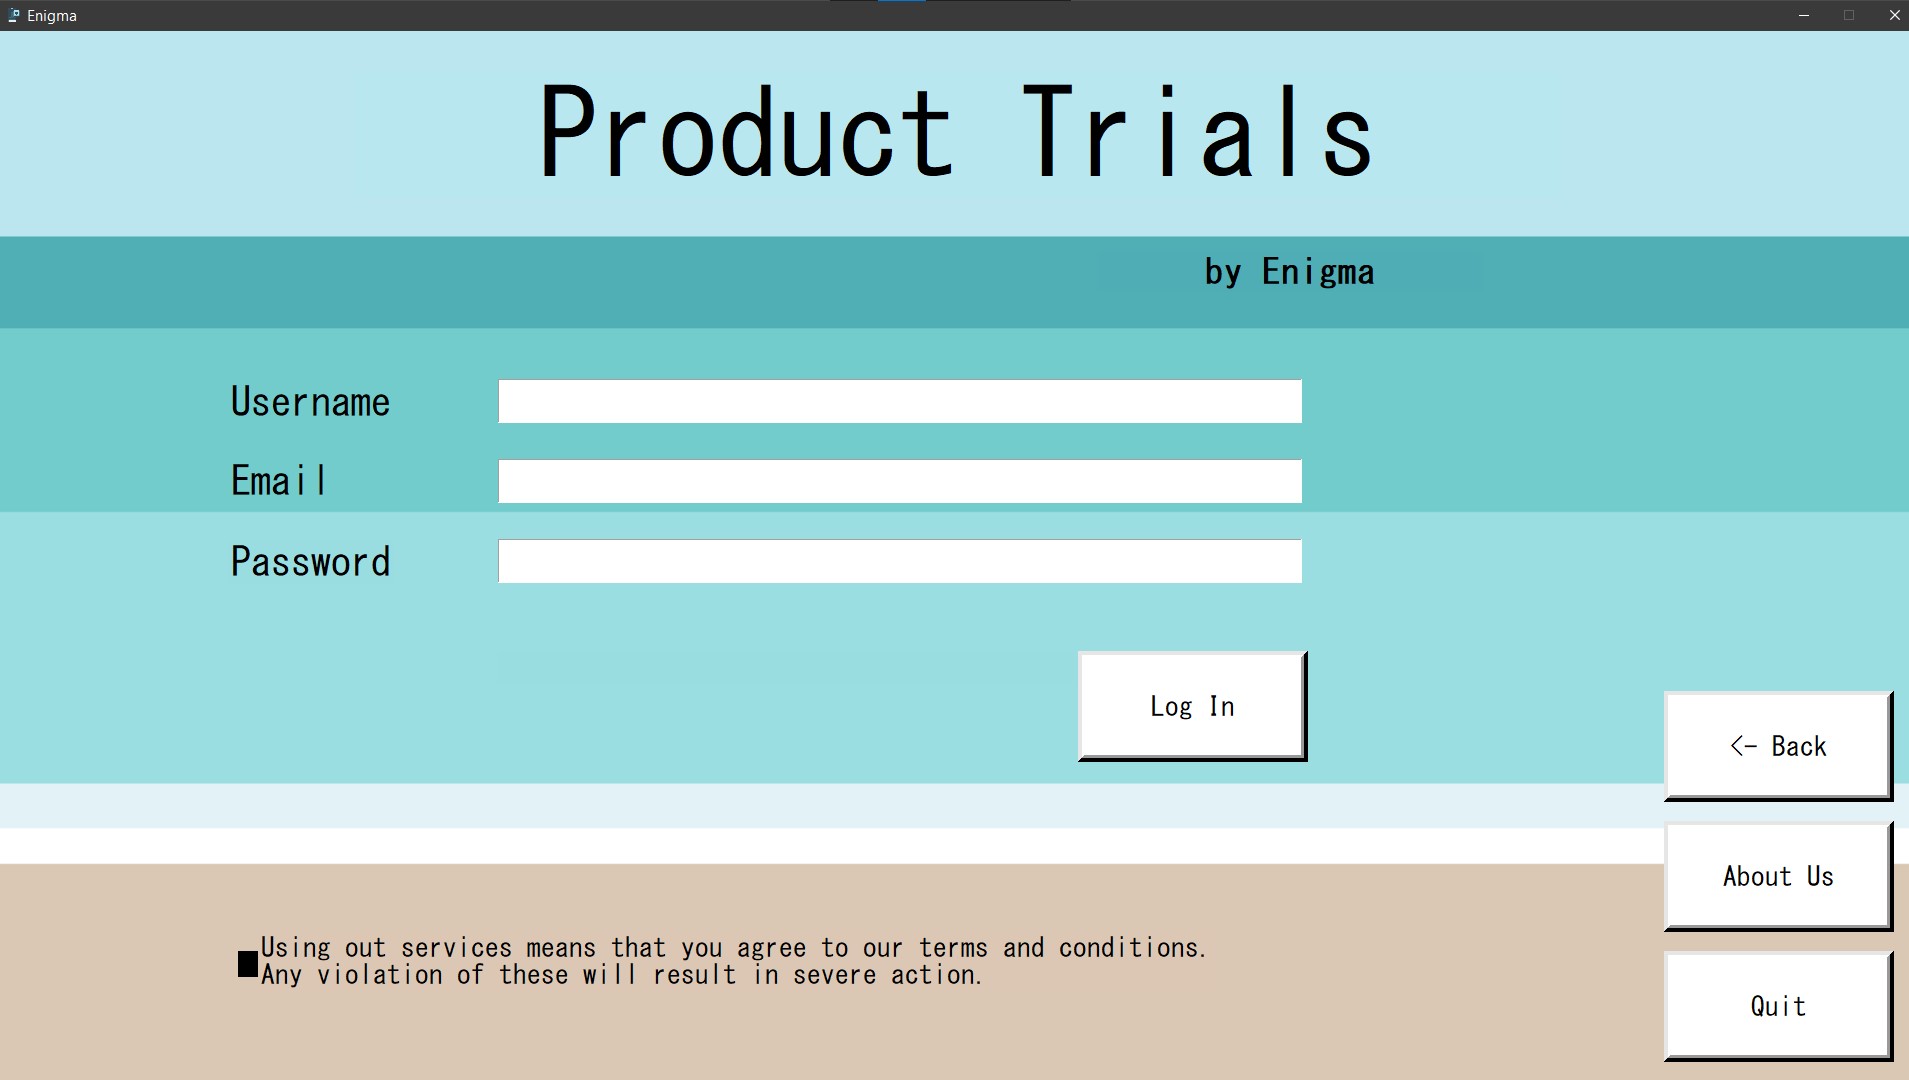 Enigma
Product Trials
by Enigma
Username
Email
Password
Log In
<- Back
About Us
Using out services means that you agree to our terms and conditions.
Any violation of these will result in severe action.
Quit